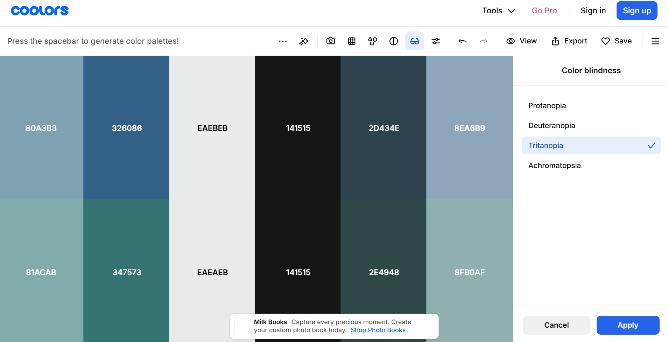 coolors
Tools
Go Pro
Sign in
Sign up
Press the spacebar to generate color palettes!
View
Export
Save
Color blindness
Protanopia
Deuteranopia
Tritanopia
Achromatopsia
80A3B3
326086
EAEBEB
141515
2D434E
8EA6B9
81ACAB
347573
EAEAEB
141515
2E4948
8FB0AF
Milk Books Capture every precious moment. Create
your custom photo book today. Shop Photo Books
Cancel
Apply